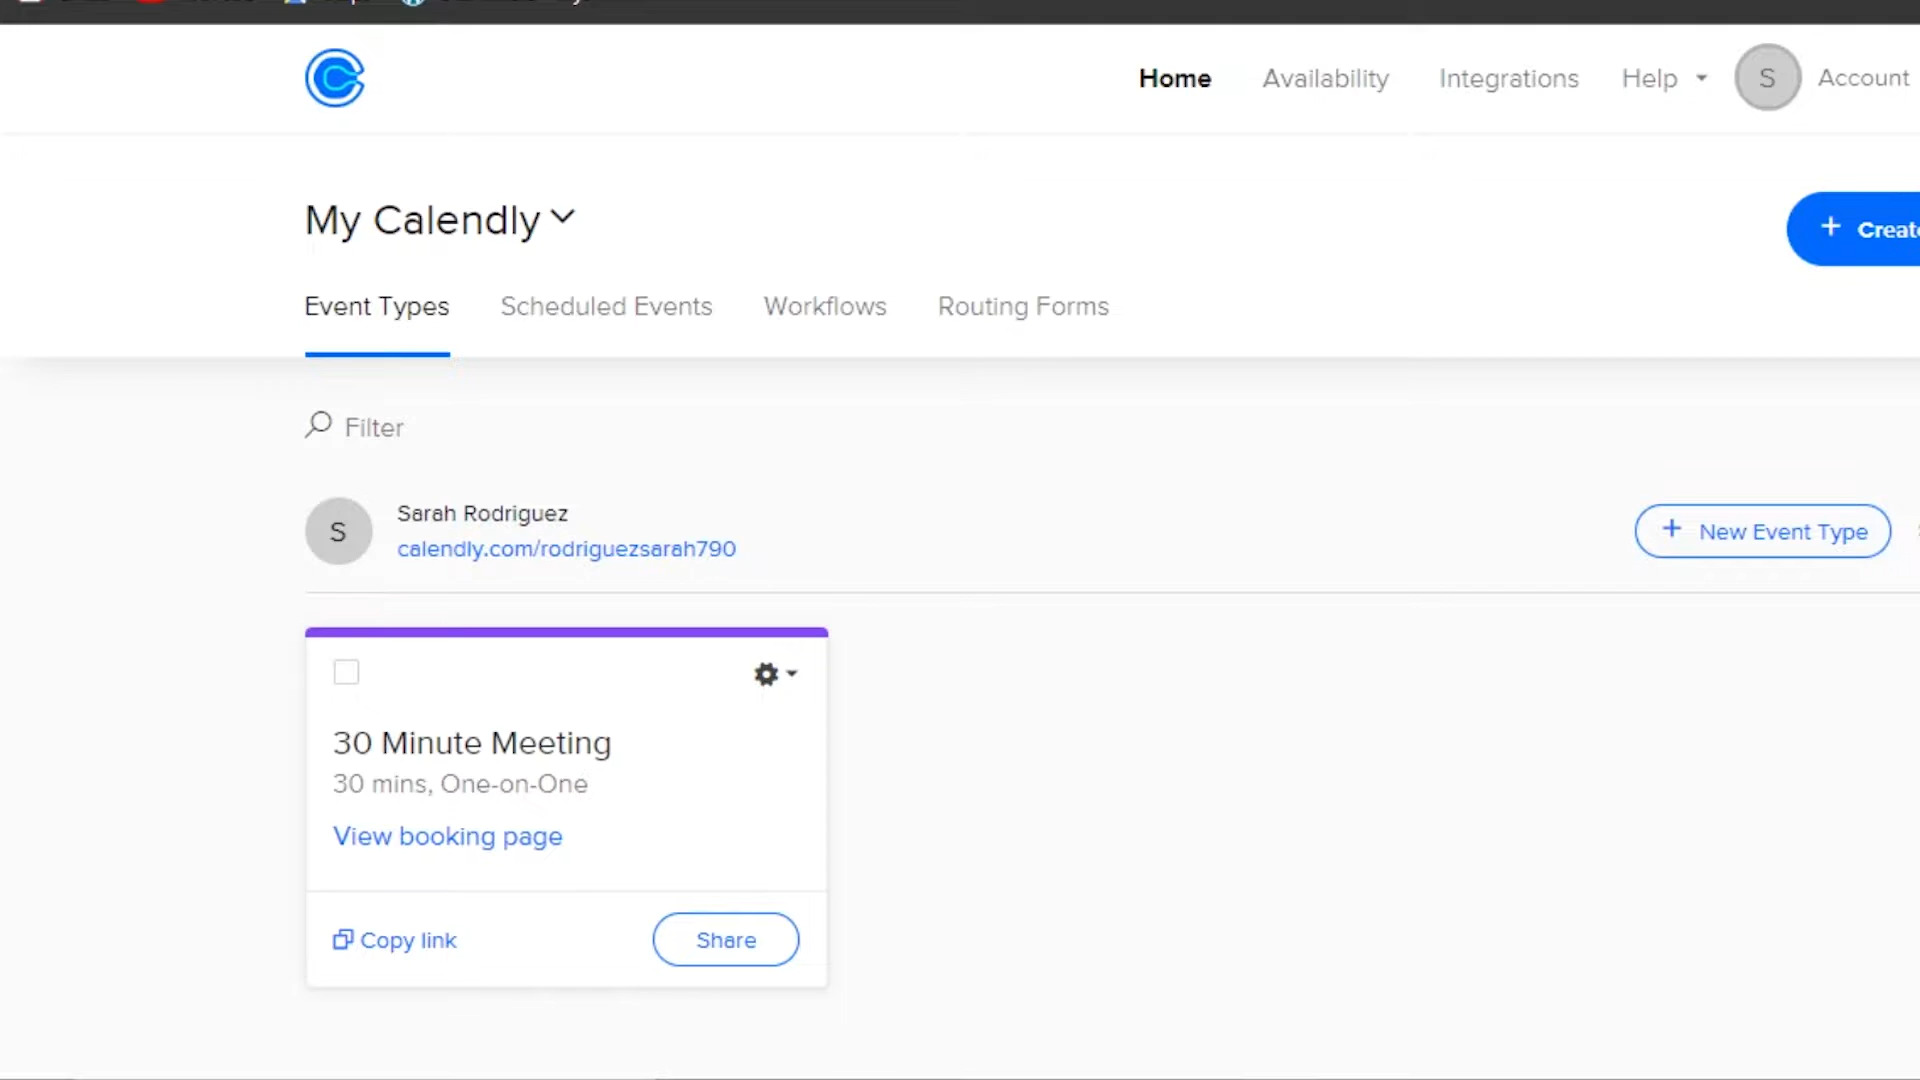 Home Availability Integrations Help S Account
My Calendly
+ Create
Event Types Scheduled Events Workflows Routing Forms
Filter
S
Sarah Rodriguez
calendly.com/rodriguezsarah790
+ New Event Type
30 Minute Meeting
30 mins, One-on-One
View booking page
Copy link Share